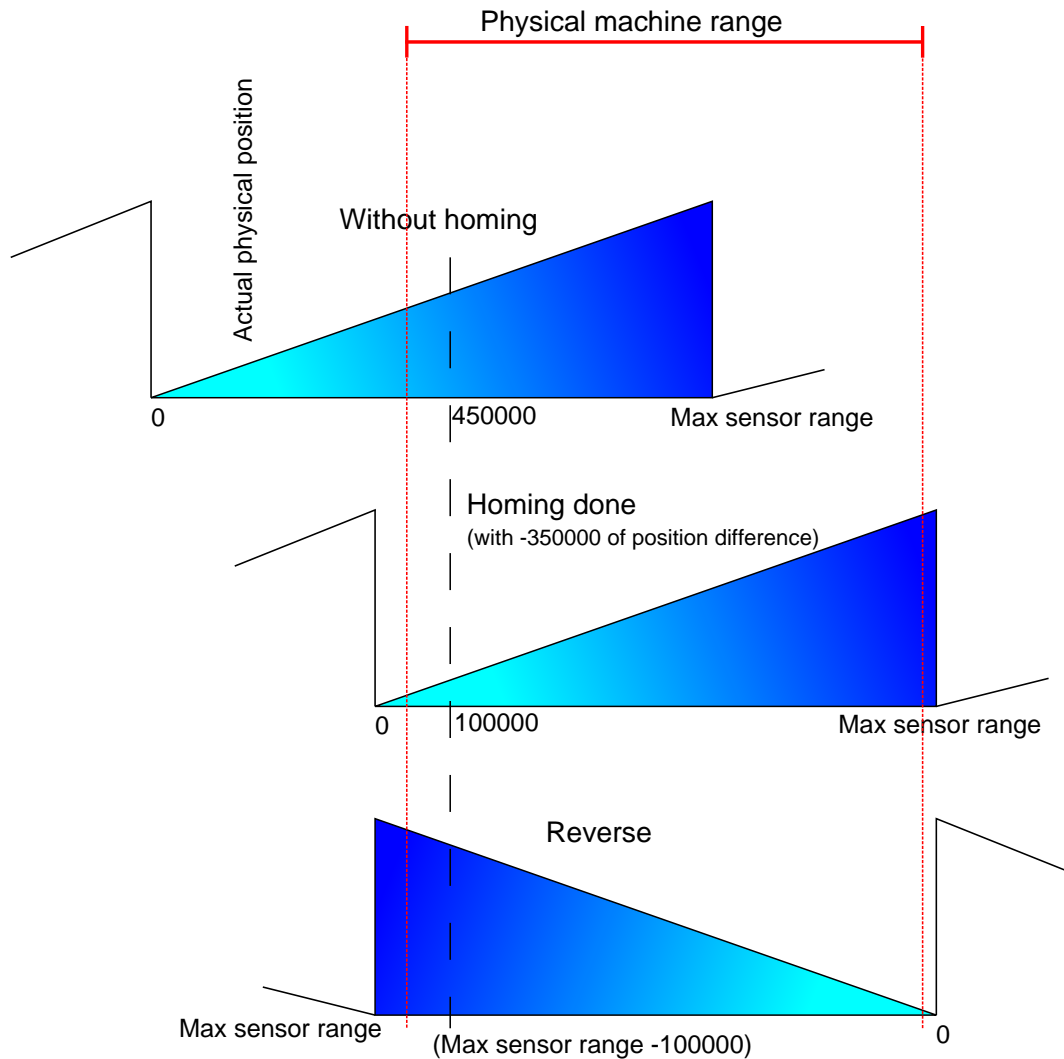 Physical machine range
Actual physical position
Without homing
0
450000
Max sensor range
Homing done
(with -350000 of position difference)
0
100000
Max sensor range
Reverse
Max sensor range
(Max sensor range -100000)
0